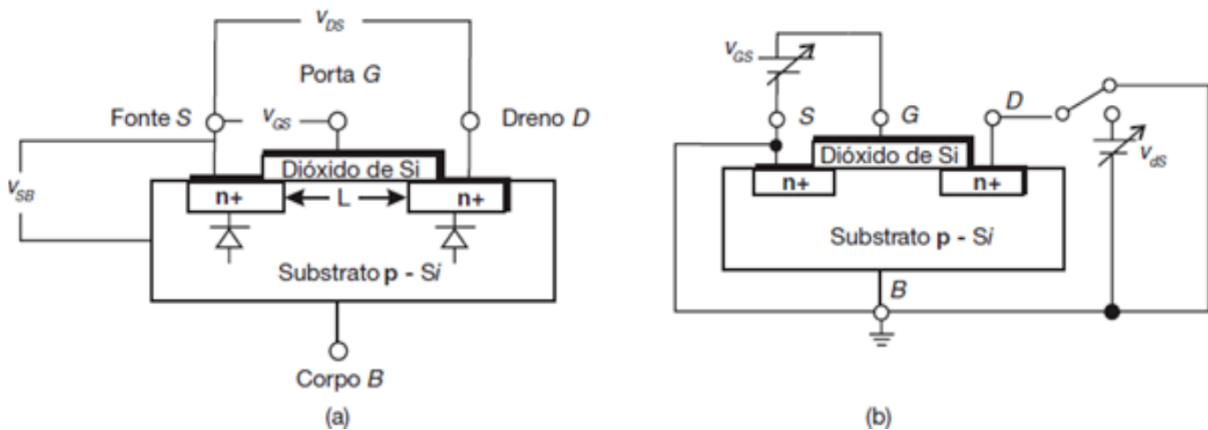 v_DS
Porta G
Fonte S
v_GS
Dreno D
Dióxido de Si
v_SB
n+
L
n+
Substrato p - Si
Corpo B
(a)
v_GS
S
G
D
Dióxido de Si
v_dS
n+
n+
Substrato p - Si
B
(b)